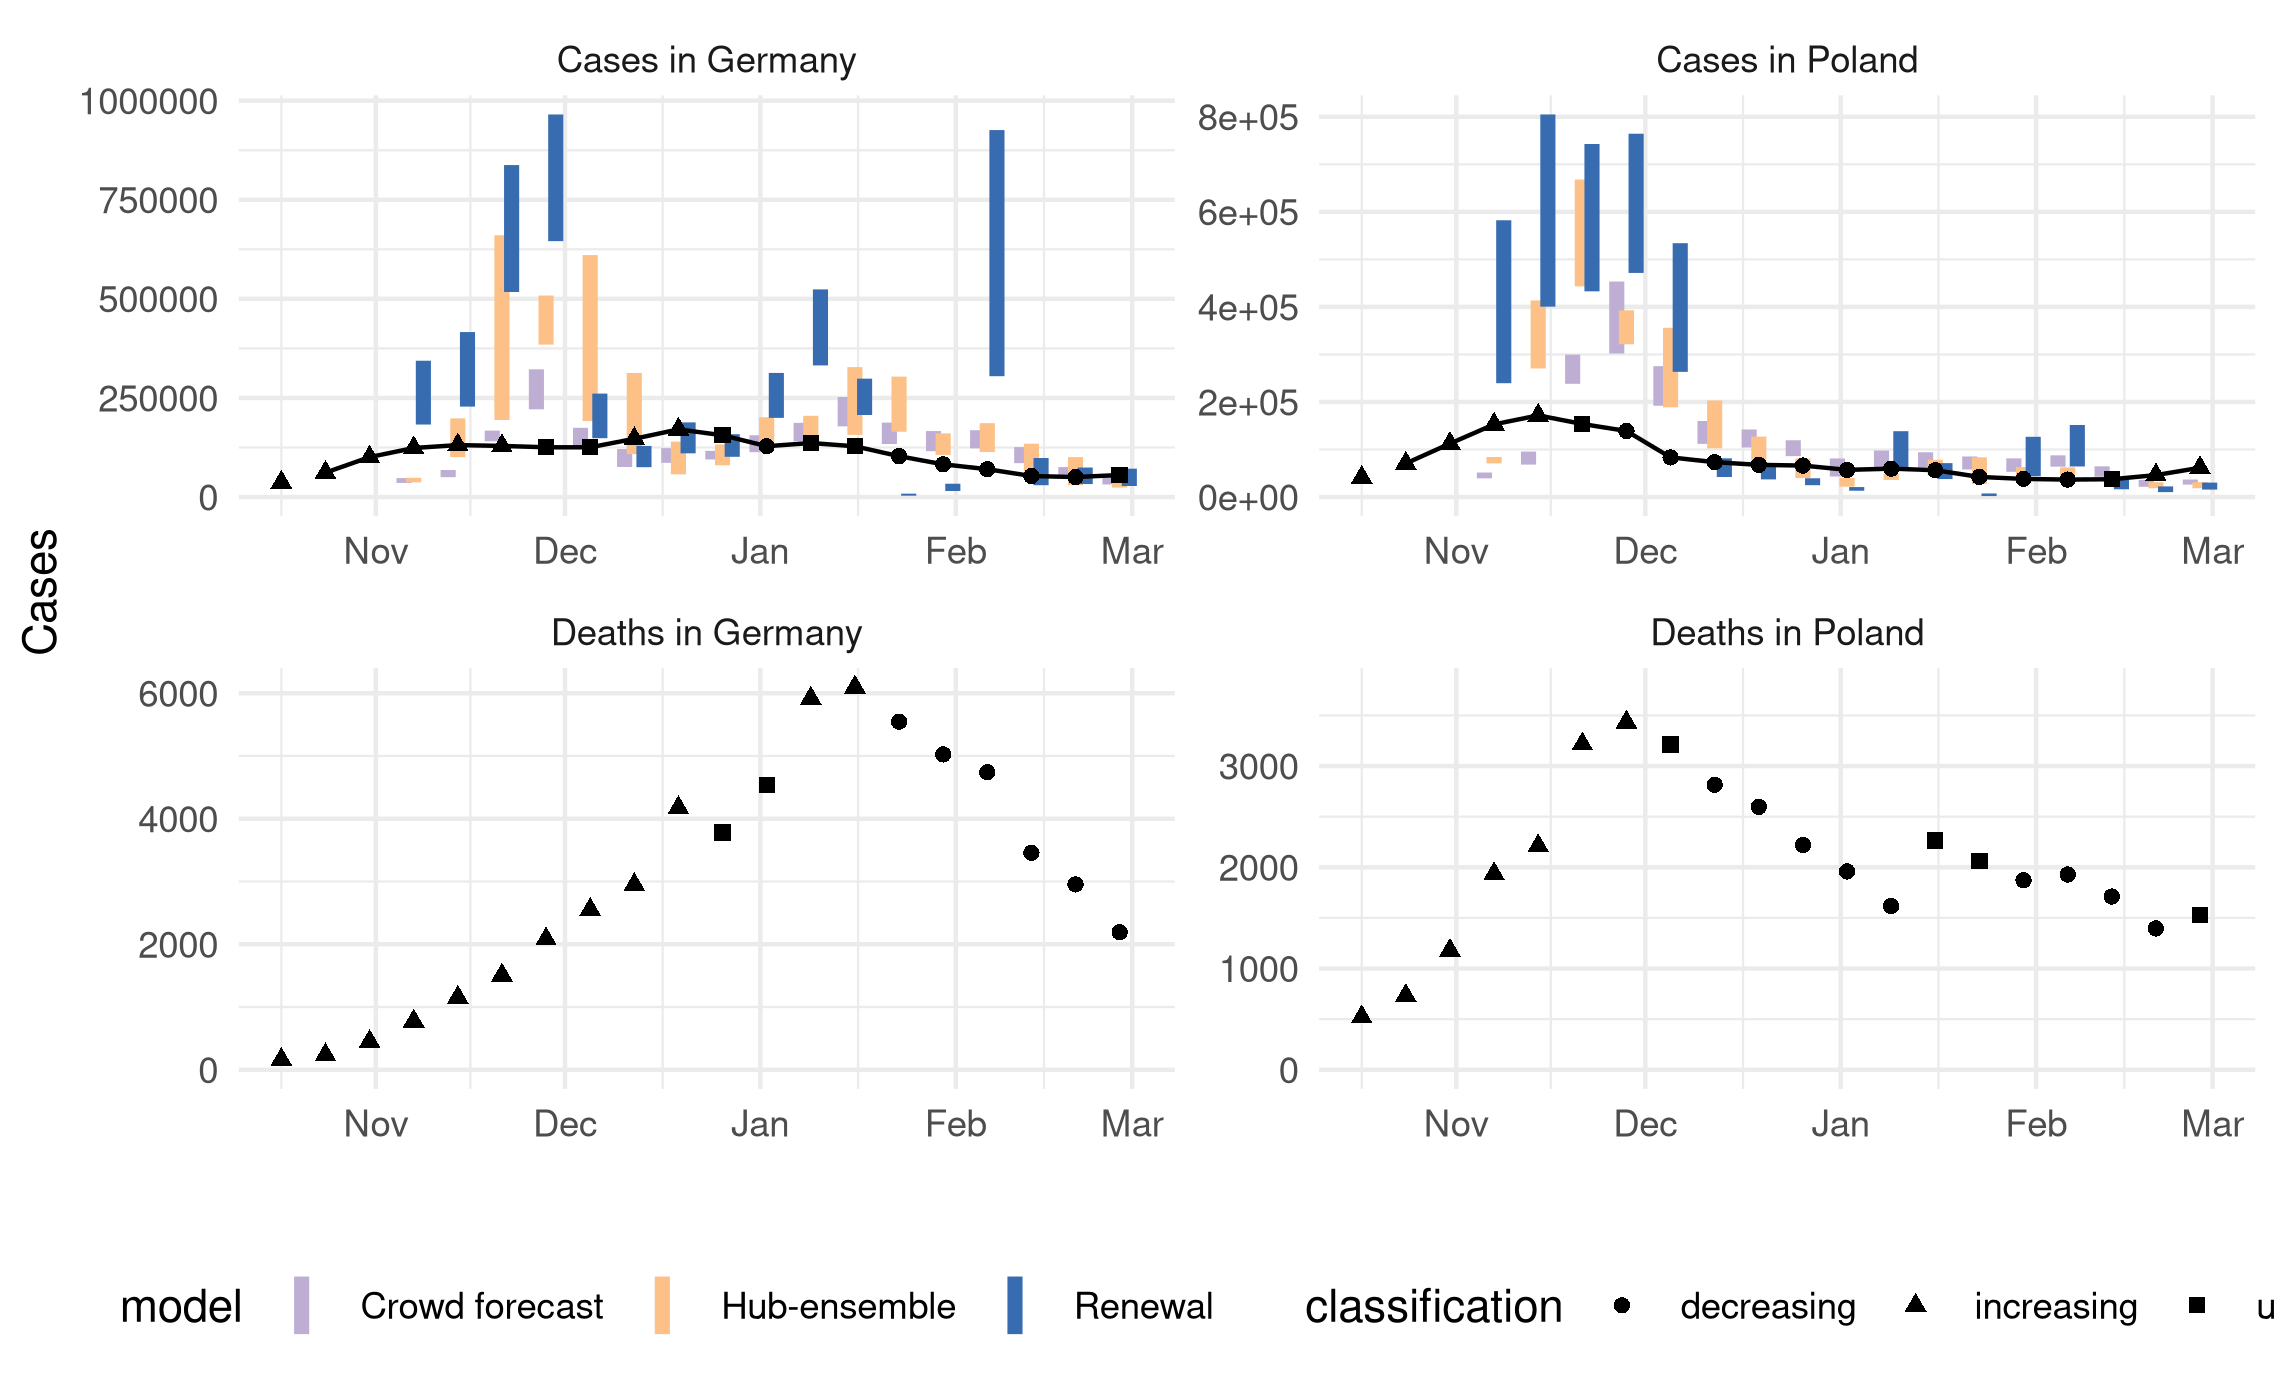 Cases in Germany
Cases in Poland
1000000
750000
500000
250000
0
8e+05
6e+05
4e+05
2e+05
0e+00
Nov Dec Jan Feb Mar
Nov Dec Jan Feb Mar
Cases
Deaths in Germany
Deaths in Poland
6000
4000
2000
0
3000
2000
1000
0
Nov Dec Jan Feb Mar
Nov Dec Jan Feb Mar
model Crowd forecast Hub-ensemble Renewal classification decreasing increasing u